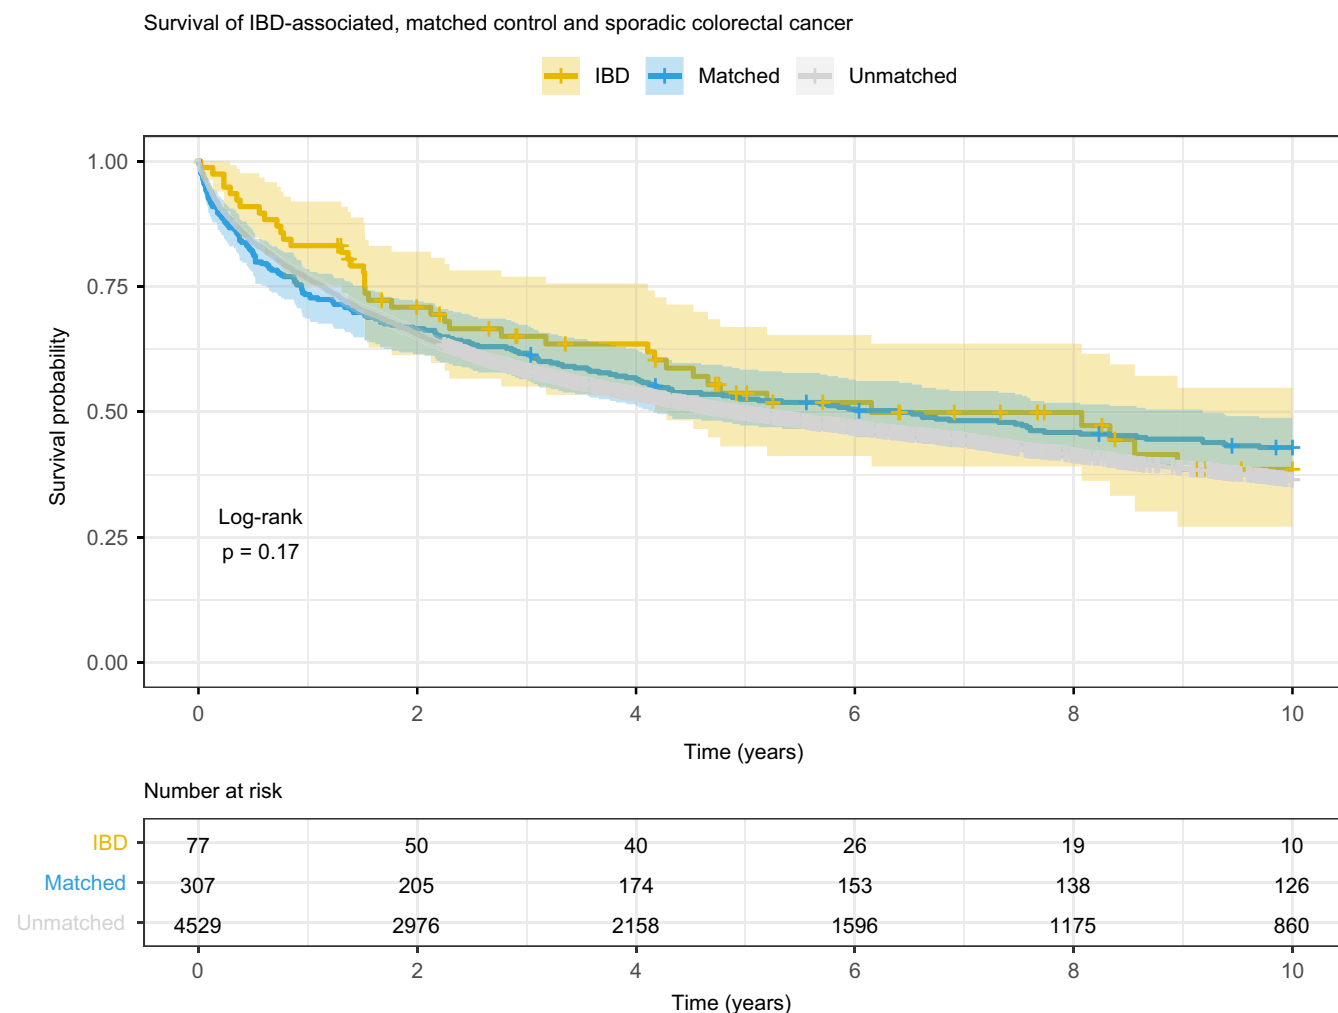 Survival of IBD-associated, matched control and sporadic colorectal cancer
IBD Matched Unmatched
1.00
0.75
0.50
0.25
0.00
Survival probability
Log-rank
p = 0.17
0 2 4 6 8 10
Time (years)
Number at risk
IBD 77 50 40 26 19 10
Matched 307 205 174 153 138 126
Unmatched 4529 2976 2158 1596 1175 860
0 2 4 6 8 10
Time (years)